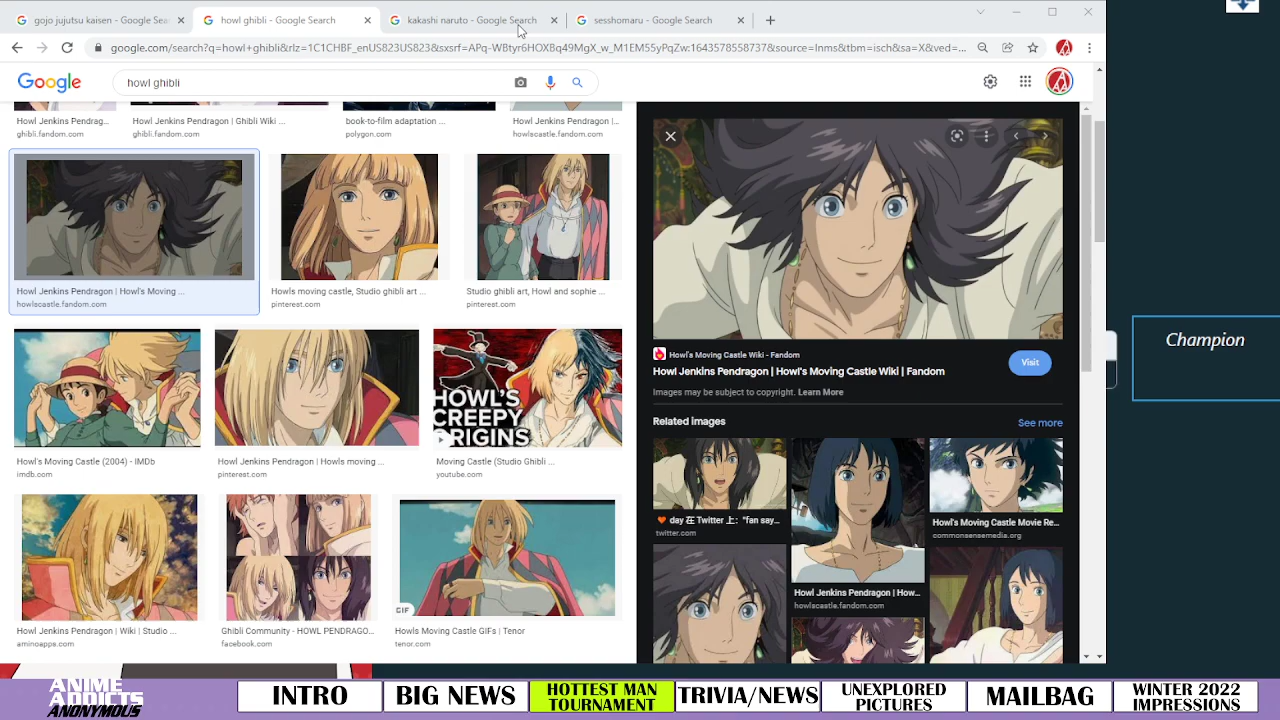 gojo jujutsu kaisen - Google Sea
howl ghibli - Google Search
kakashi naruto - Google Search
sesshomaru - Google Search
google.com/search?q=howl+ghibli&rlz=1C1CHBF_enUS823US823&sxsrf=APq-WBtyr6HOXBq49MgX_w_M1EM55yPqZw:1643578558737&source=lnms&tbm=isch&sa=X&ved=...
Google
howl ghibli
Howl Jenkins Pendrag...
ghibli.fandom.com
Howl Jenkins Pendragon | Ghibli Wiki ...
ghibli.fandom.com
book-to-film adaptation ...
polygon.com
Howl Jenkins Pendragon |...
howlscastle.fandom.com
Howl Jenkins Pendragon | Howl's Moving ...
howlscastle.fandom.com
Howls moving castle, Studio ghibli art ...
pinterest.com
Studio ghibli art, Howl and sophie ...
pinterest.com
Howl's Moving Castle (2004) - IMDb
imdb.com
Howl Jenkins Pendragon | Howls moving ...
pinterest.com
HOWL'S
CREEPY
ORIGINS
Moving Castle (Studio Ghibli ...
youtube.com
Howl Jenkins Pendragon | Wiki | Studio ...
aminoapps.com
Ghibli Community - HOWL PENDRAGO...
facebook.com
GIF
Howls Moving Castle GIFs | Tenor
tenor.com
Howl's Moving Castle Wiki - Fandom
Howl Jenkins Pendragon | Howl's Moving Castle Wiki | Fandom
Visit
Images may be subject to copyright. Learn More
Related images
See more
day 在 Twitter 上："fan say...
twitter.com
Howl Jenkins Pendragon | How...
howlscastle.fandom.com
Howl's Moving Castle Movie Re...
commonsensemedia.org
Champion
ANIME
ADDICTS
ANONYMOUS
INTRO
BIG NEWS
HOTTEST MAN
TOURNAMENT
TRIVIA/NEWS
UNEXPLORED
PICTURES
MAILBAG
WINTER 2022
IMPRESSIONS